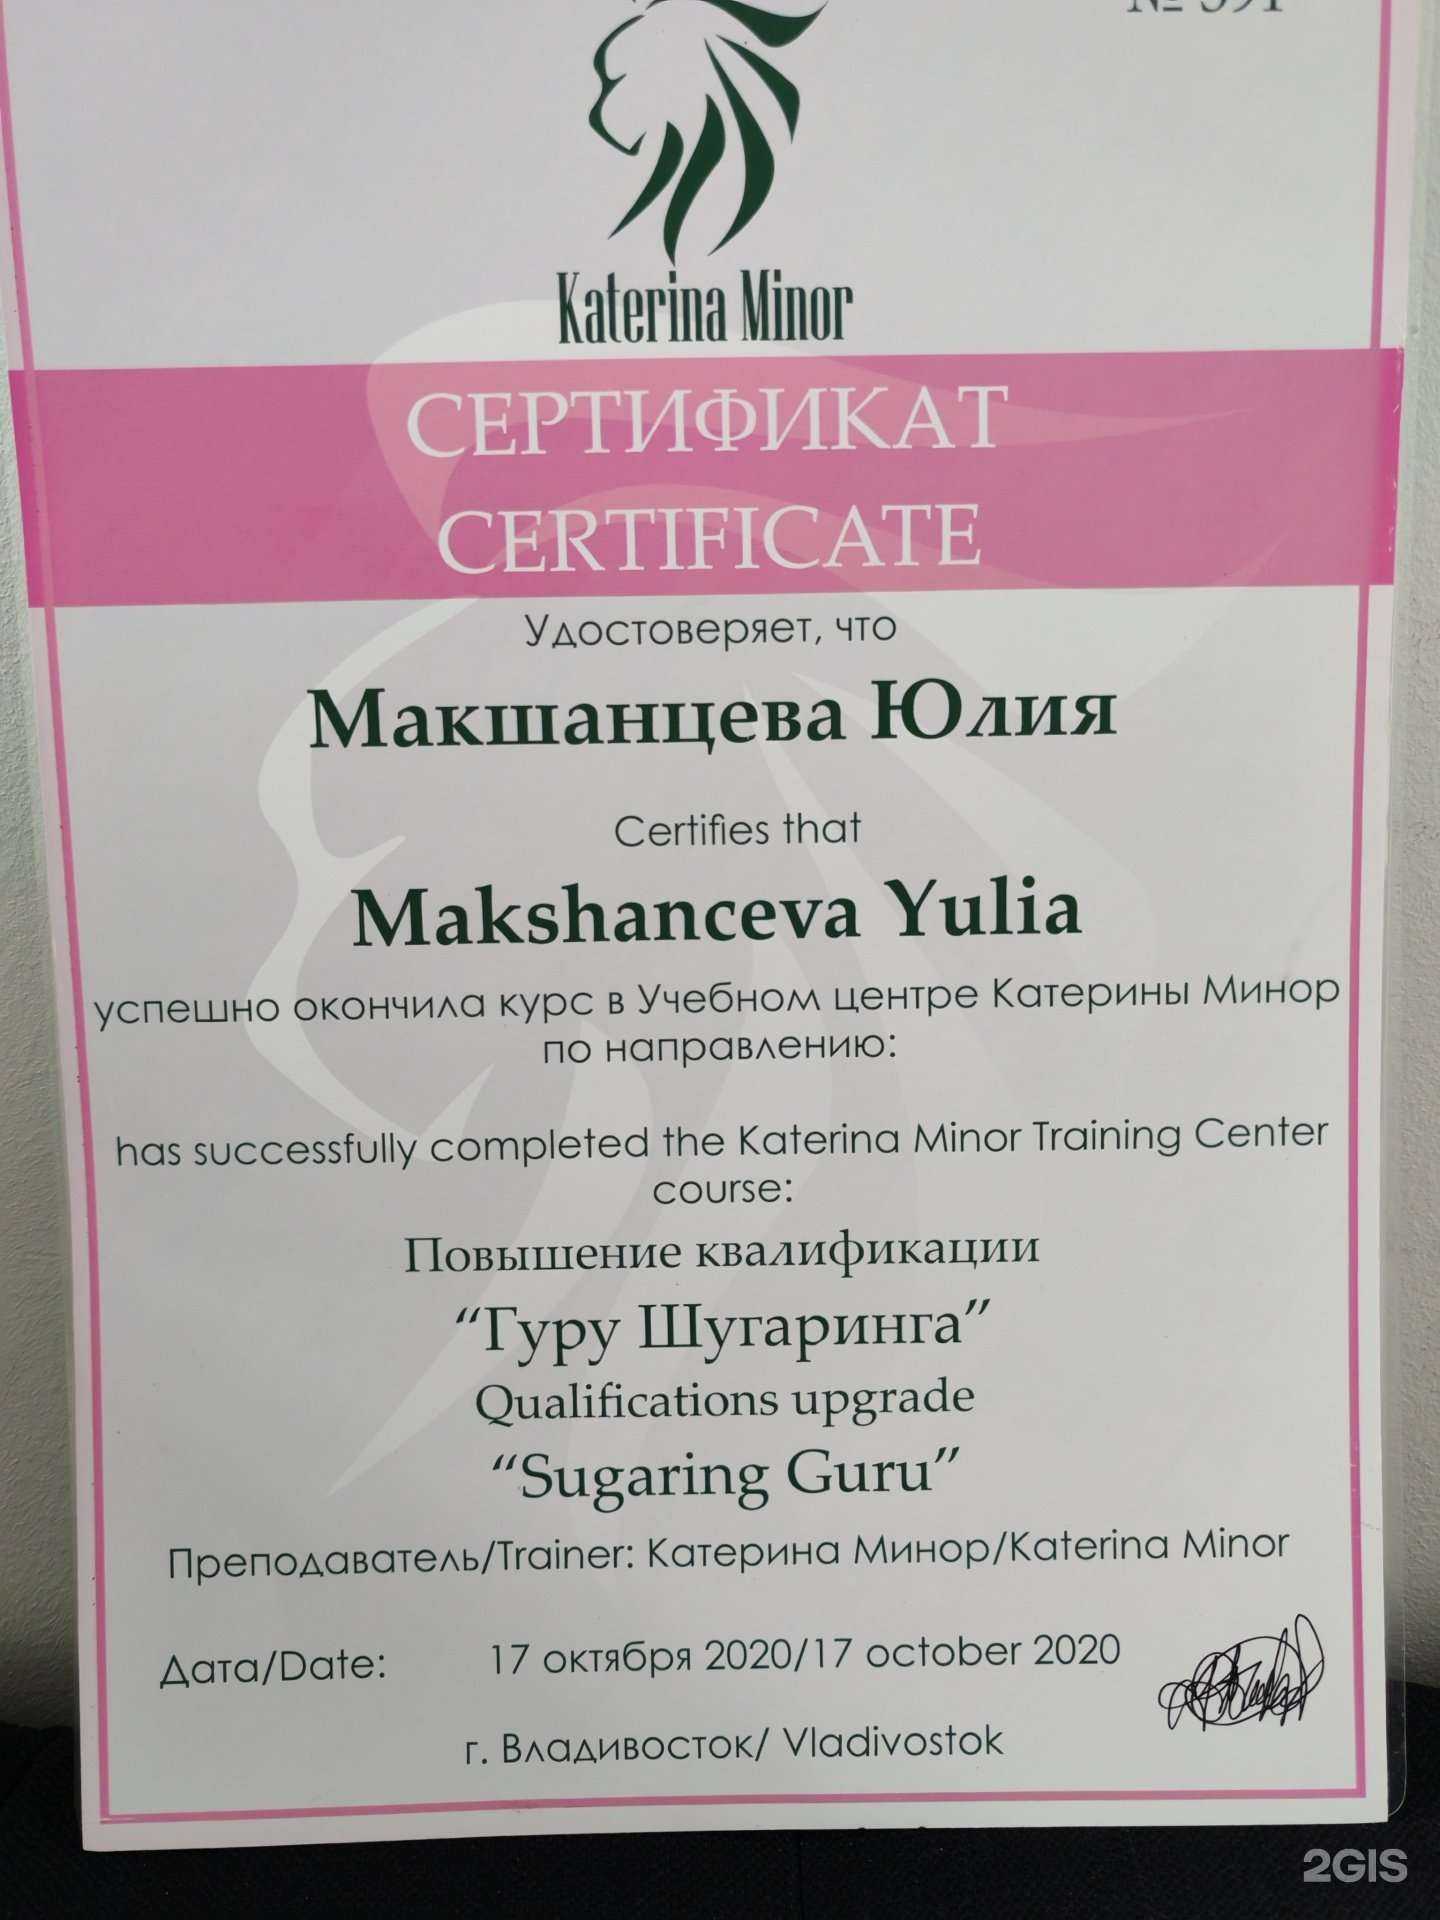 Katerina Minor
СЕРТИФИКАТ
CERTIFICATE
Удостоверяет, что
Макшанцева Юлия
Certifies that
Makshanceva Yulia
успешно окончила курс в Учебном центре Катерины Минор
по направлению:
has successfully completed the Katerina Minor Training Center
course:
Повышение квалификации
“Гуру Шугаринга”
Qualifications upgrade
“Sugaring Guru”
Преподаватель/Trainer: Катерина Минор/Katerina Minor
Дата/Date: 17 октября 2020/17 october 2020
г. Владивосток/ Vladivostok
2GIS